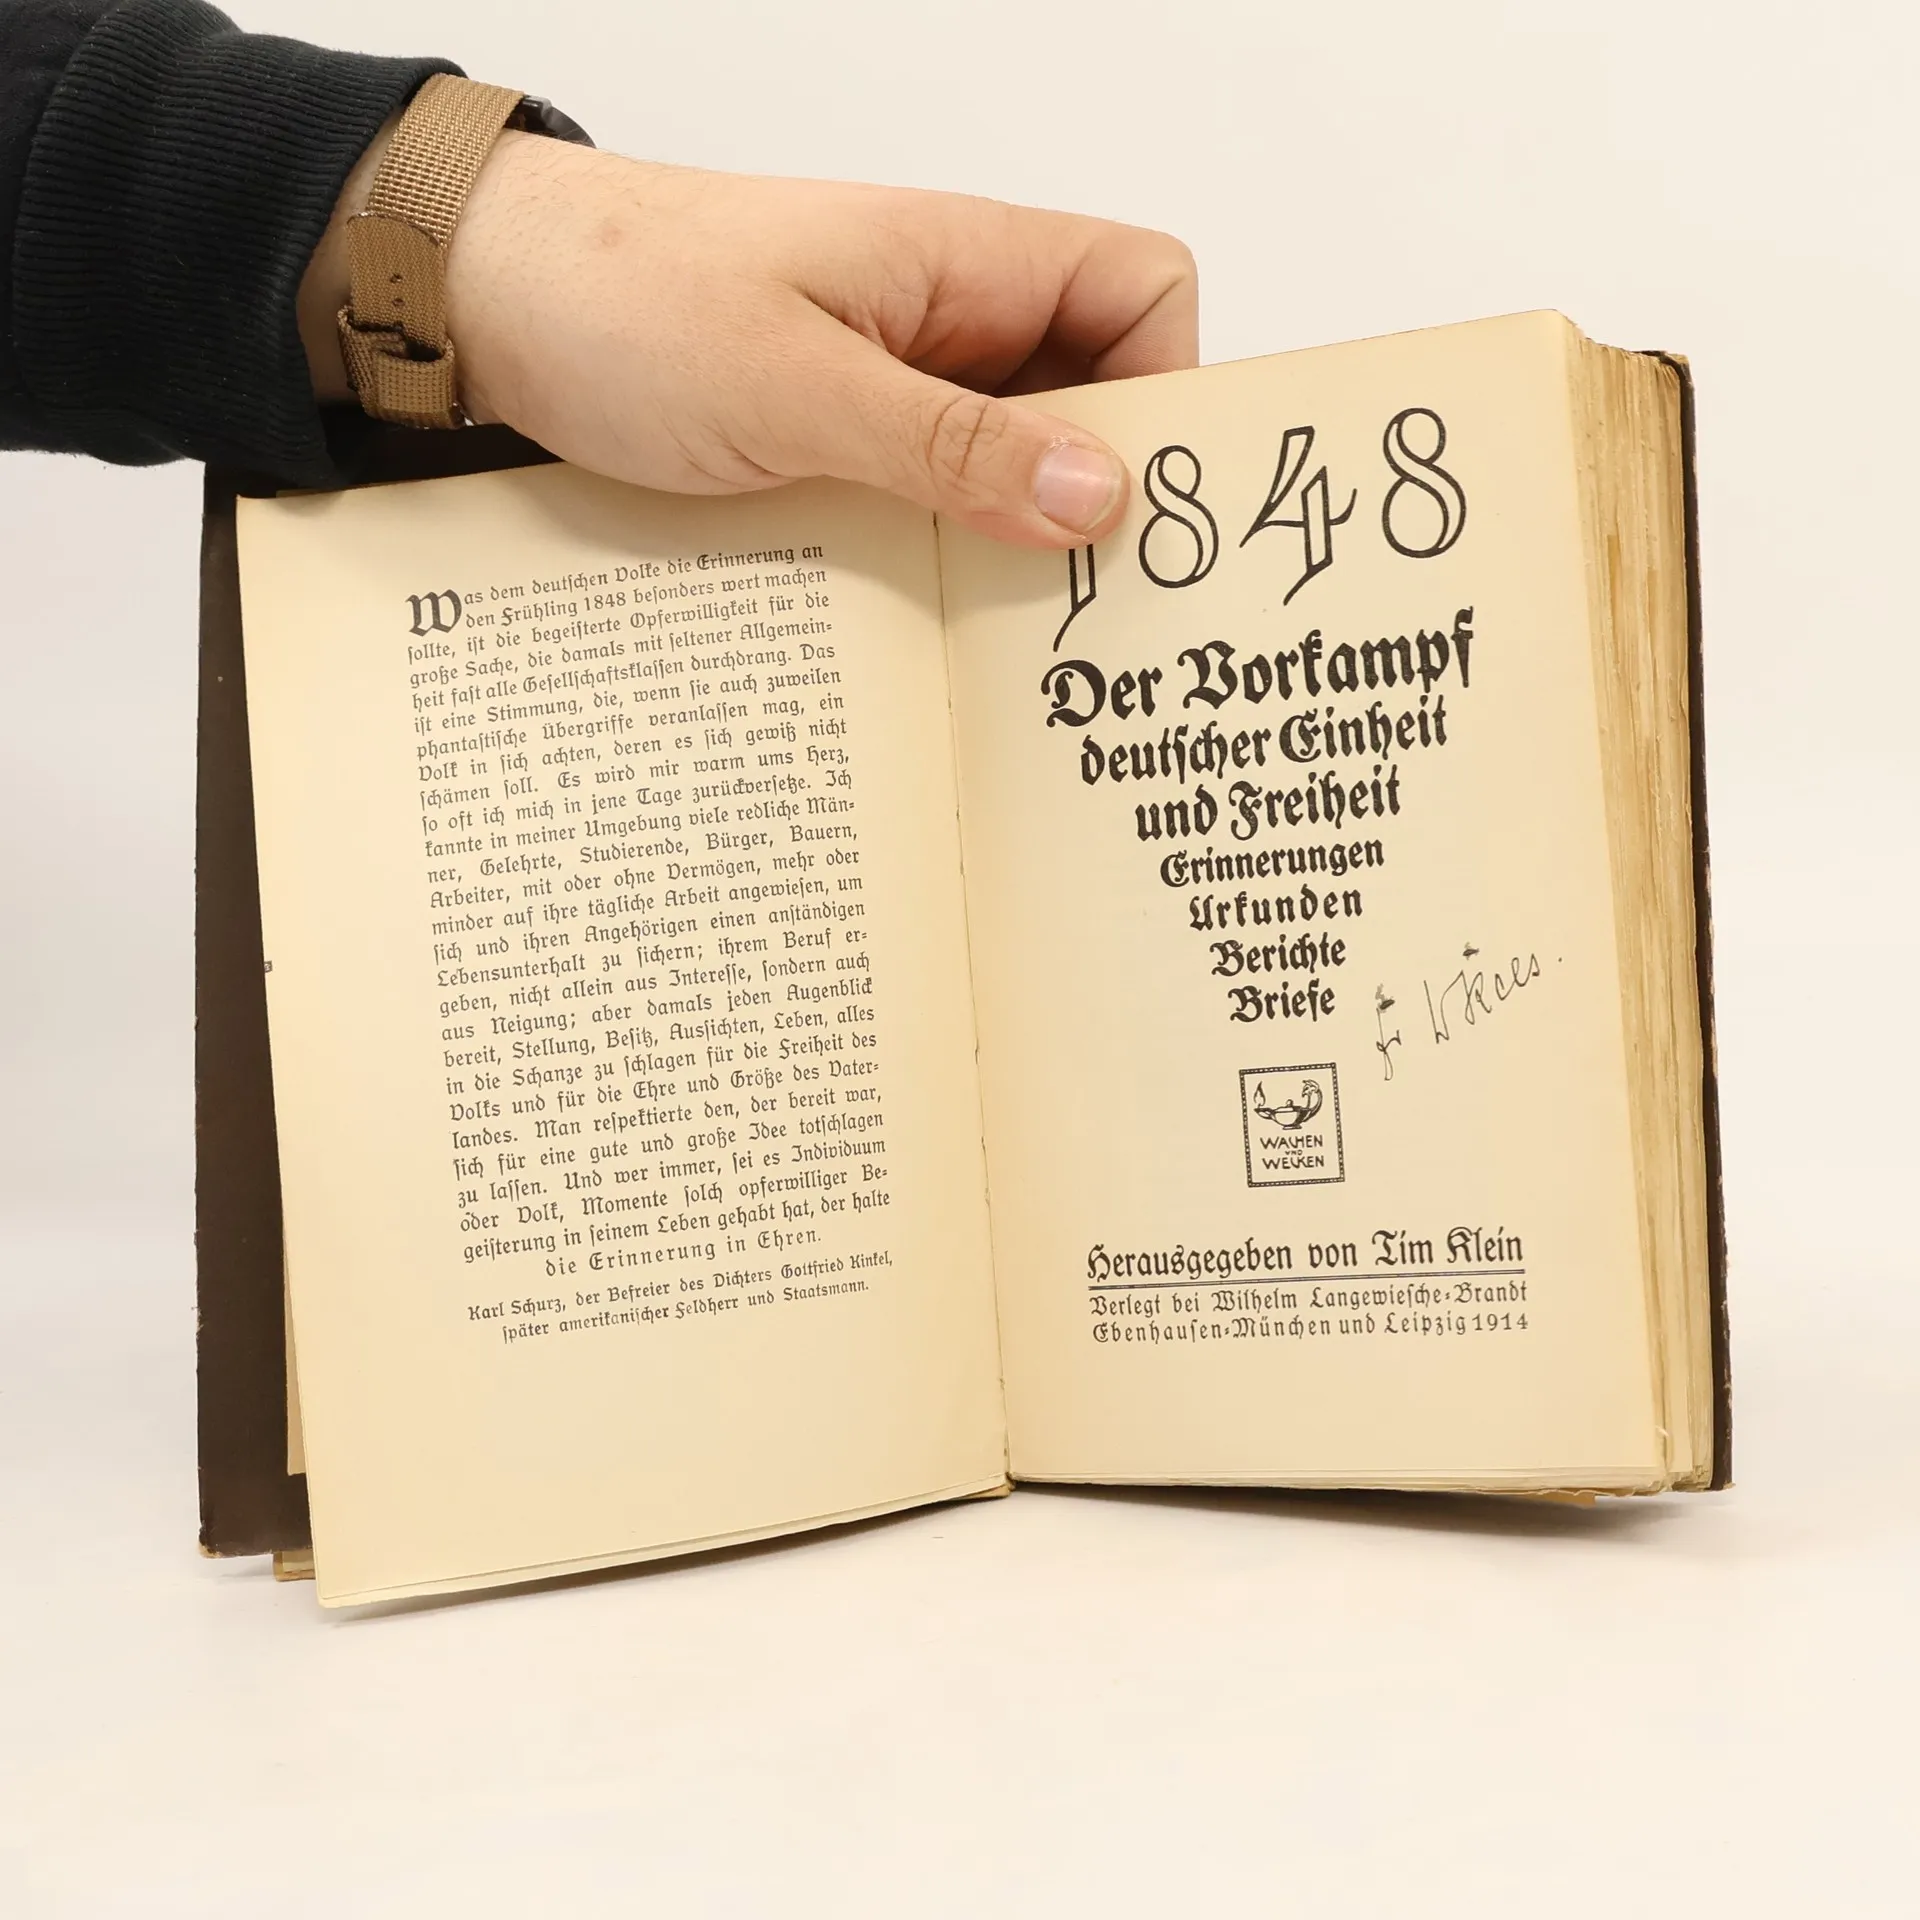 Was dem deutſchen Volke die Erinnerung an
den Frühling 1848 beſonders wert machen
ſollte, iſt die begeiſterte Opferwilligkeit für die
große Sache, die damals mit ſeltener Allgemein-
heit faſt alle Geſellſchaftsklaſſen durchdrang. Das
iſt eine Stimmung, die, wenn ſie auch zuweilen
phantaſtiſche Übergriffe veranlaſſen mag, ein
Volk in ſich achten, deren es ſich gewiß nicht
ſchämen ſoll. Es wird mir warm ums Herz,
ſo oft ich mich in jene Tage zurückverſetze. Ich
kannte in meiner Umgebung viele redliche Män-
ner, Gelehrte, Studierende, Bürger, Bauern,
Arbeiter, mit oder ohne Vermögen, mehr oder
minder auf ihre tägliche Arbeit angewieſen, um
ſich und ihren Angehörigen einen anſtändigen
Lebensunterhalt zu ſichern; ihrem Beruf er-
geben, nicht allein aus Intereſſe, ſondern auch
aus Neigung; aber damals jeden Augenblick
bereit, Stellung, Beſitz, Ausſichten, Leben, alles
in die Schanze zu ſchlagen für die Freiheit des
Volks und für die Ehre und Größe des Vater-
landes. Man reſpektierte den, der bereit war,
ſich für eine gute und große Idee totſchlagen
zu laſſen. Und wer immer, ſei es Individuum
oder Volk, Momente ſolch opferwilliger Be-
geiſterung in ſeinem Leben gehabt hat, der halte
die Erinnerung in Ehren.
Karl Schurz, der Befreier des Dichters Gottfried Kinkel,
ſpäter amerikaniſcher Feldherr und Staatsmann.
1848
Der Vorkampf
deutſcher Einheit
und Freiheit
Erinnerungen
Urkunden
Berichte
Briefe
WACHEN
UND
WECKEN
Herausgegeben von Tim Klein
Verlegt bei Wilhelm Langewieſche-Brandt
Ebenhauſen-München und Leipzig 1914